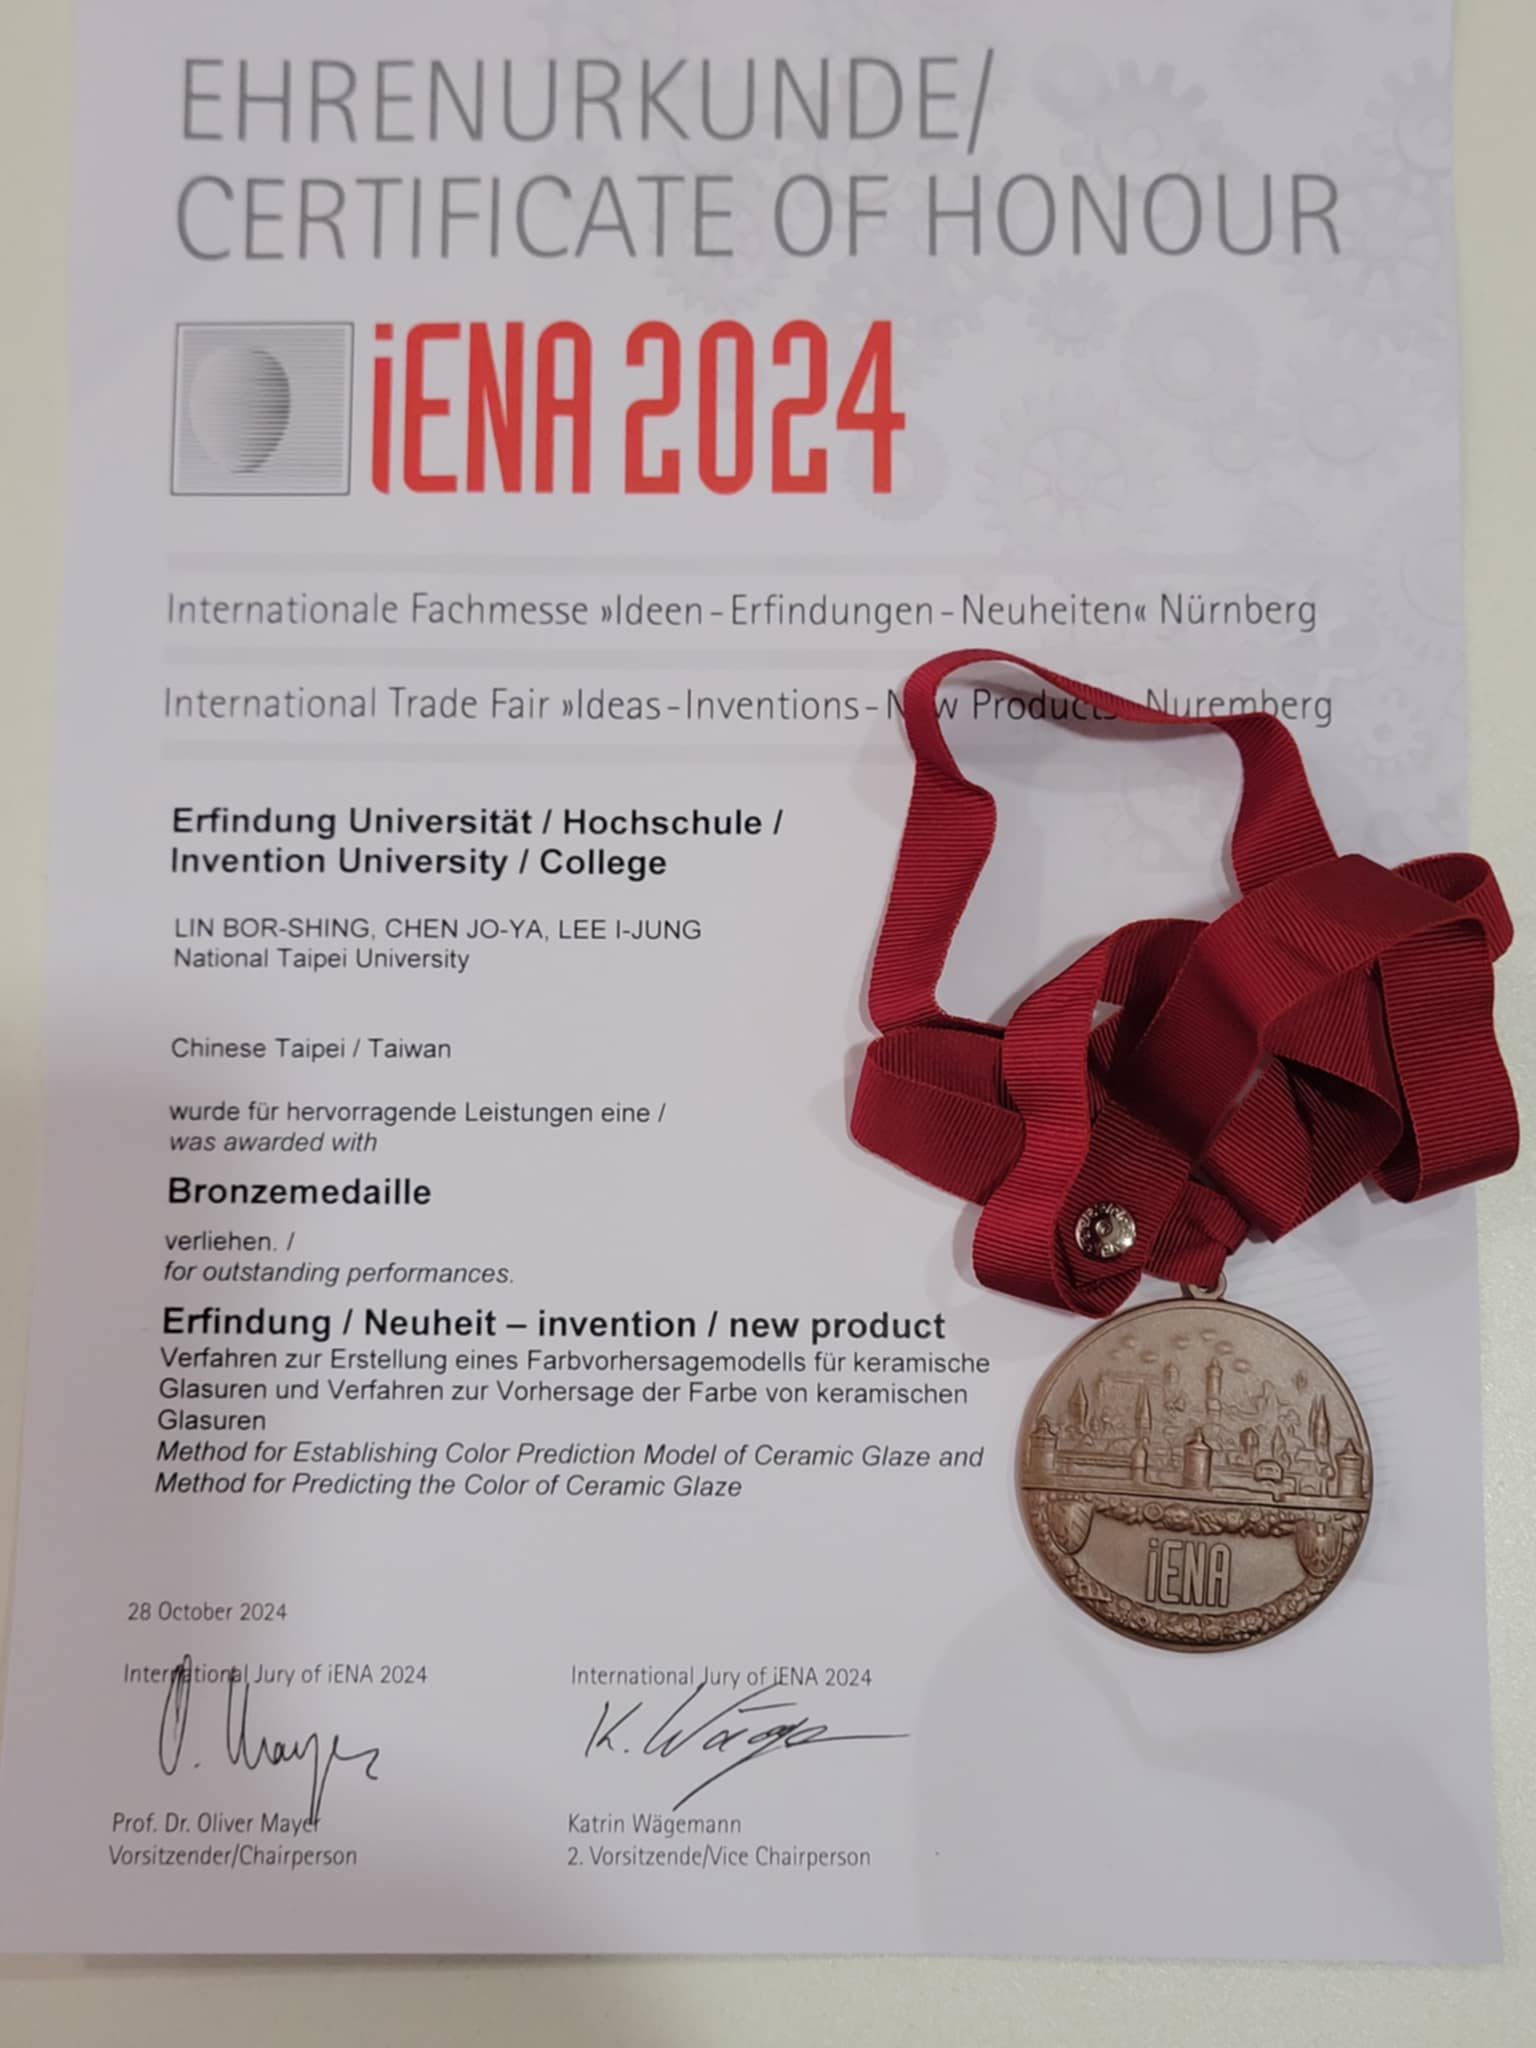 EHRENURKUNDE/
CERTIFICATE OF HONOUR
iENA 2024
Internationale Fachmesse »Ideen-Erfindungen-Neuheiten« Nürnberg
International Trade Fair »Ideas-Inventions-New Products Nuremberg
Erfindung Universität / Hochschule /
Invention University / College
LIN BOR-SHING, CHEN JO-YA, LEE I-JUNG
National Taipei University
Chinese Taipei / Taiwan
wurde für hervorragende Leistungen eine /
was awarded with
Bronzemedaille
verliehen. /
for outstanding performances.
Erfindung / Neuheit – invention / new product
Verfahren zur Erstellung eines Farbvorhersagemodells für keramische
Glasuren und Verfahren zur Vorhersage der Farbe von keramischen
Glasuren
Method for Establishing Color Prediction Model of Ceramic Glaze and
Method for Predicting the Color of Ceramic Glaze
iENA
28 October 2024
International Jury of iENA 2024
International Jury of iENA 2024
O. Mayer
K. Wägemann
Prof. Dr. Oliver Mayer
Katrin Wägemann
Vorsitzender/Chairperson
2. Vorsitzende/Vice Chairperson